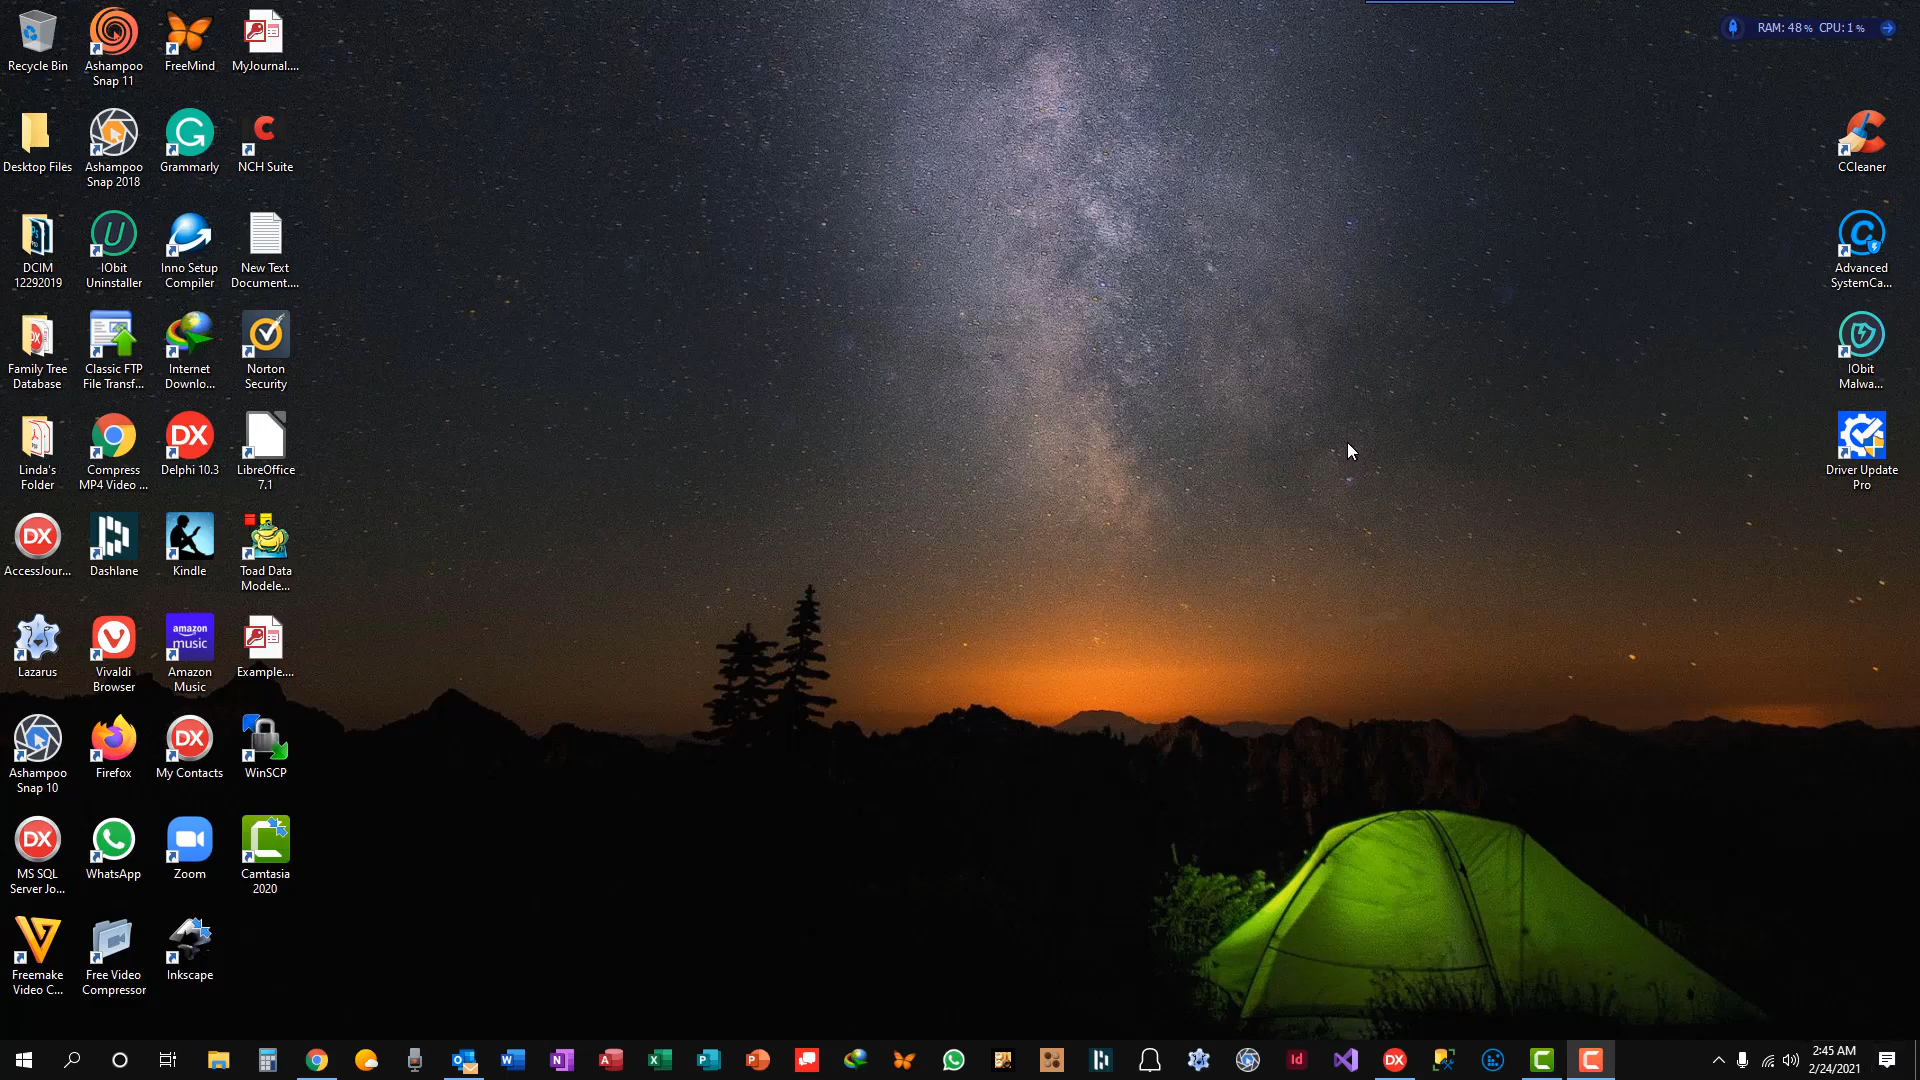 Recycle Bin
Ashampoo
Snap 11
FreeMind
MyJournal....
RAM: 48 % CPU: 1 %
Desktop Files
Ashampoo
Snap 2018
Grammarly
NCH Suite
CCleaner
DCIM
12292019
IObit
Uninstaller
Inno Setup
Compiler
New Text
Document....
Advanced
SystemCa...
Family Tree
Database
Classic FTP
File Transf...
Internet
Downlo...
Norton
Security
IObit
Malwa...
Linda's
Folder
Compress
MP4 Video ...
DX
Delphi 10.3
LibreOffice
7.1
Driver Update
Pro
DX
AccessJour...
Dashlane
Kindle
Toad Data
Modele...
Lazarus
Vivaldi
Browser
amazon
music
Amazon
Music
Example....
Ashampoo
Snap 10
Firefox
DX
My Contacts
WinSCP
DX
MS SQL
Server Jo...
WhatsApp
Zoom
Camtasia
2020
Freemake
Video C...
Free Video
Compressor
Inkscape
2:45 AM
2/24/2021